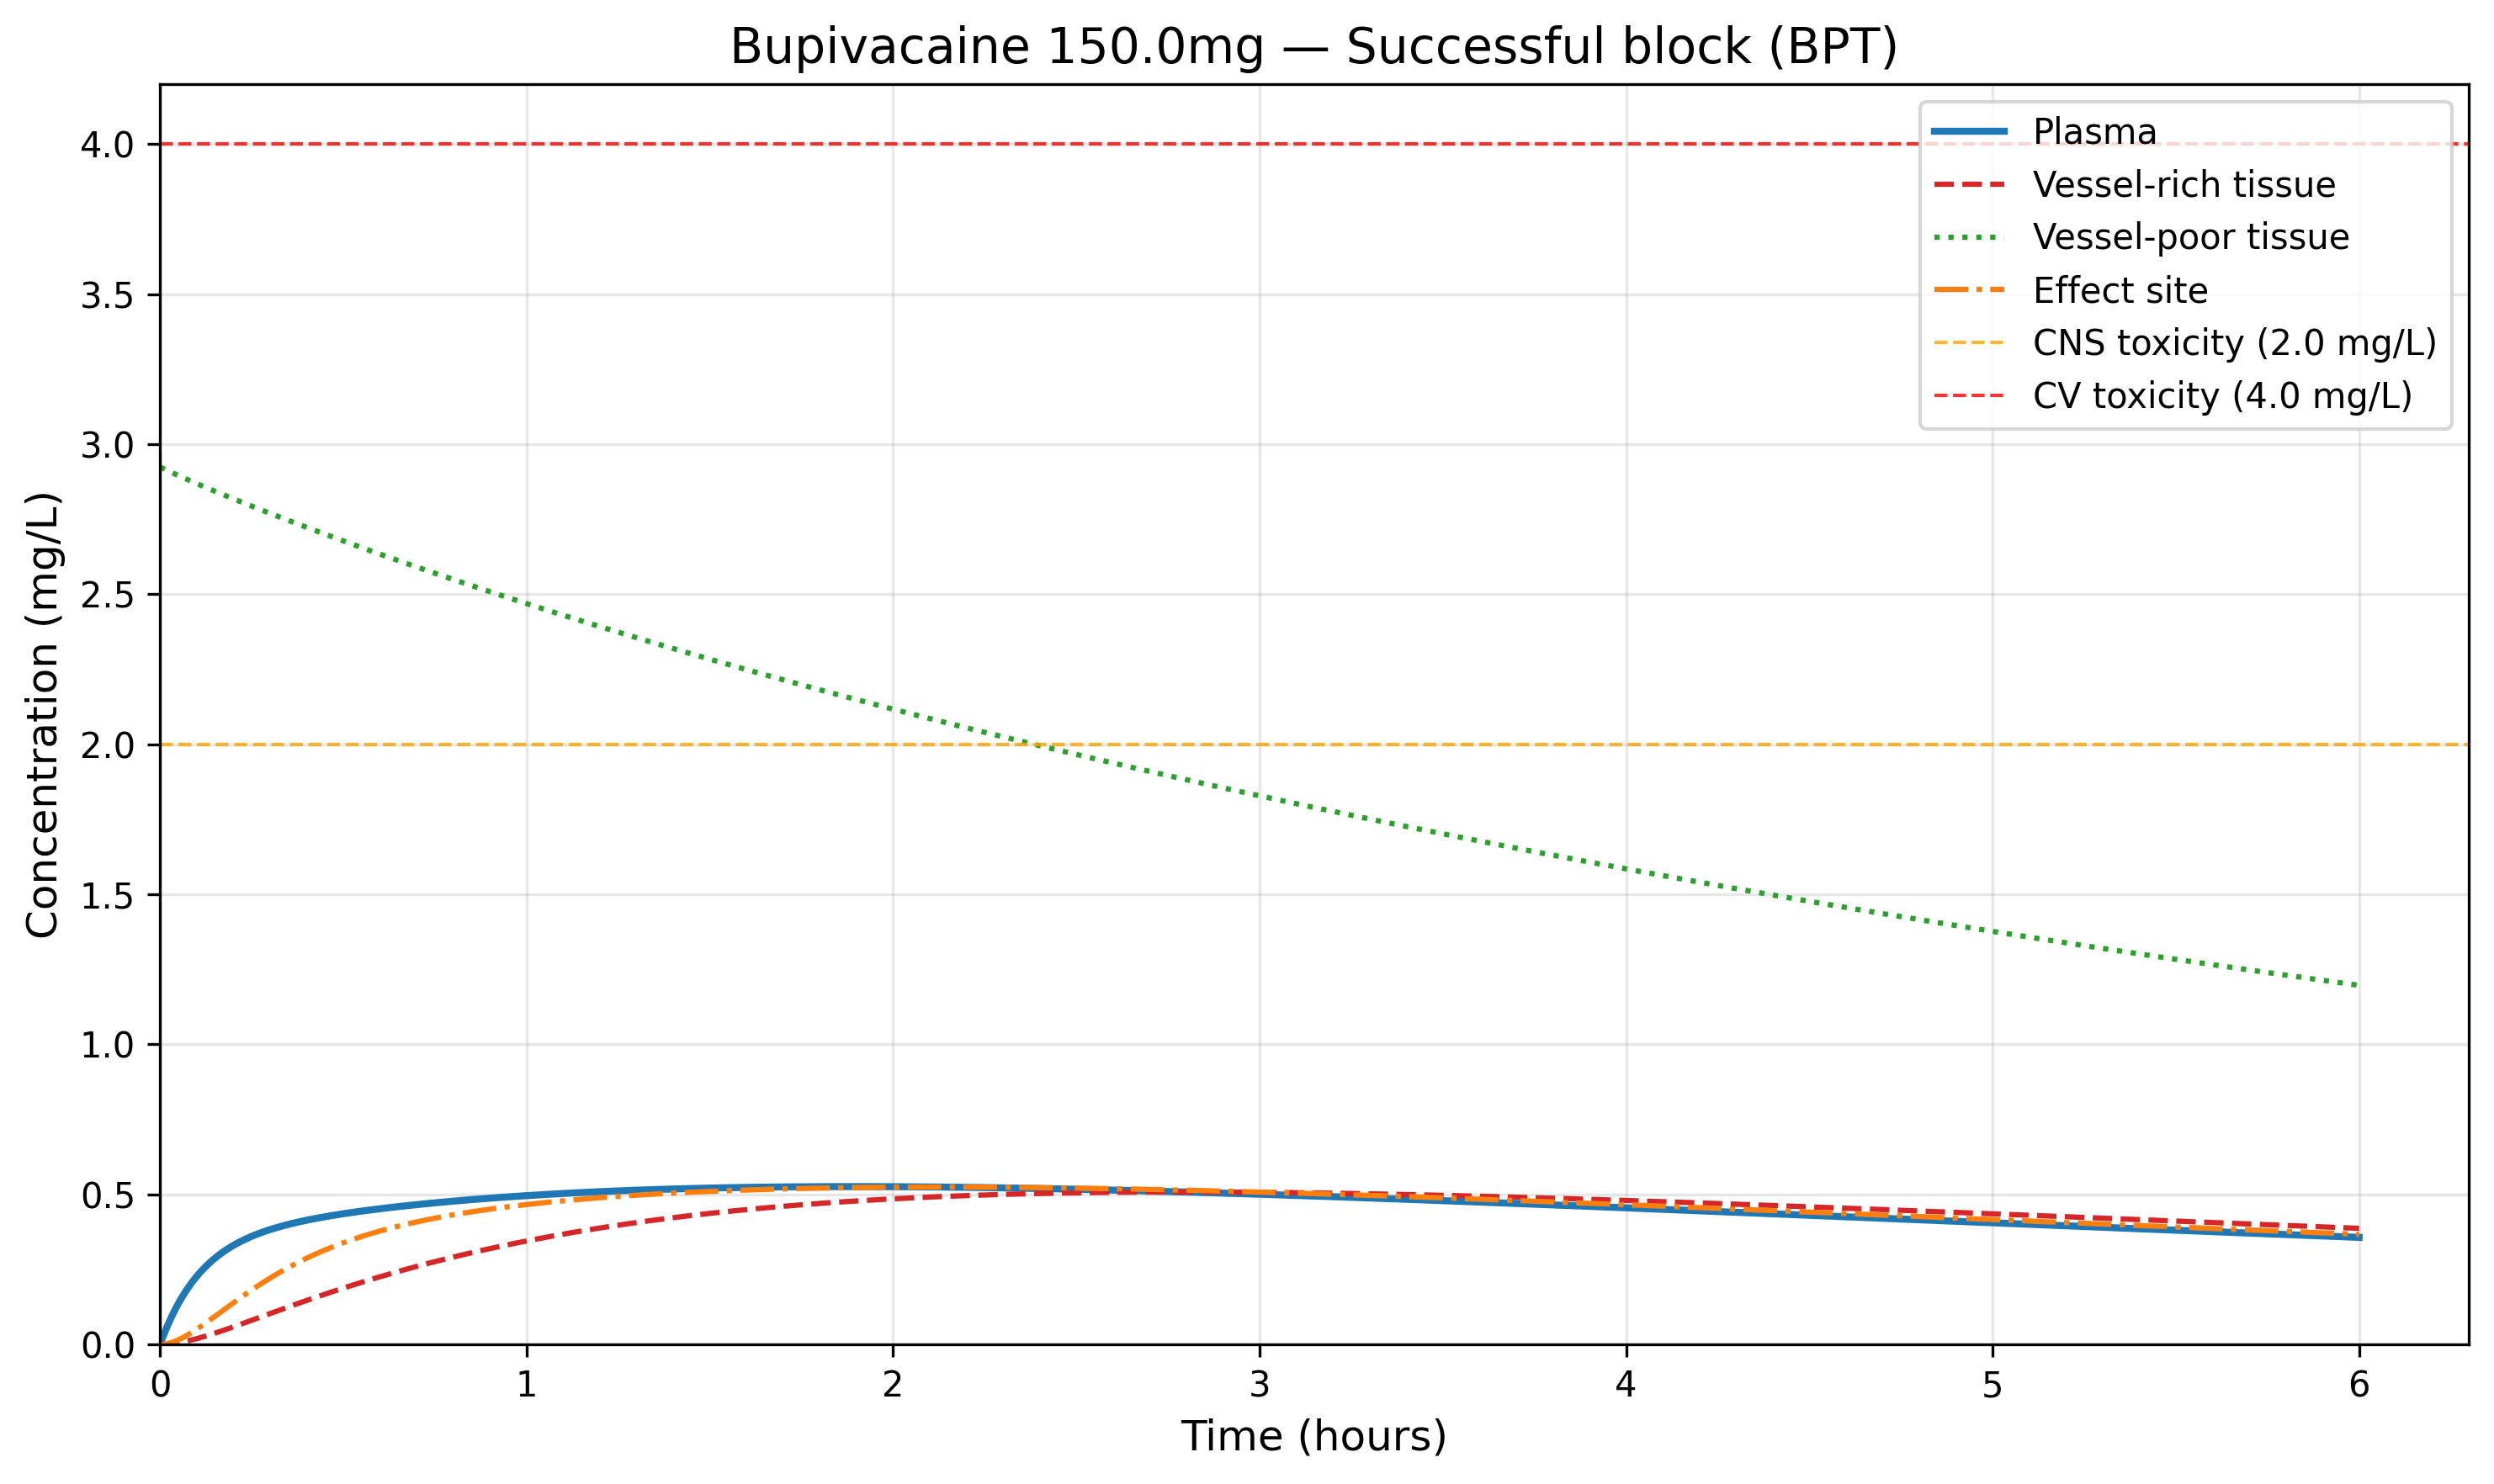 Bupivacaine 150.0mg — Successful block (BPT)
Concentration (mg/L)
4.0
3.5
3.0
2.5
2.0
1.5
1.0
0.5
0.0
Plasma
Vessel-rich tissue
Vessel-poor tissue
Effect site
CNS toxicity (2.0 mg/L)
CV toxicity (4.0 mg/L)
0 1 2 3 4 5 6
Time (hours)